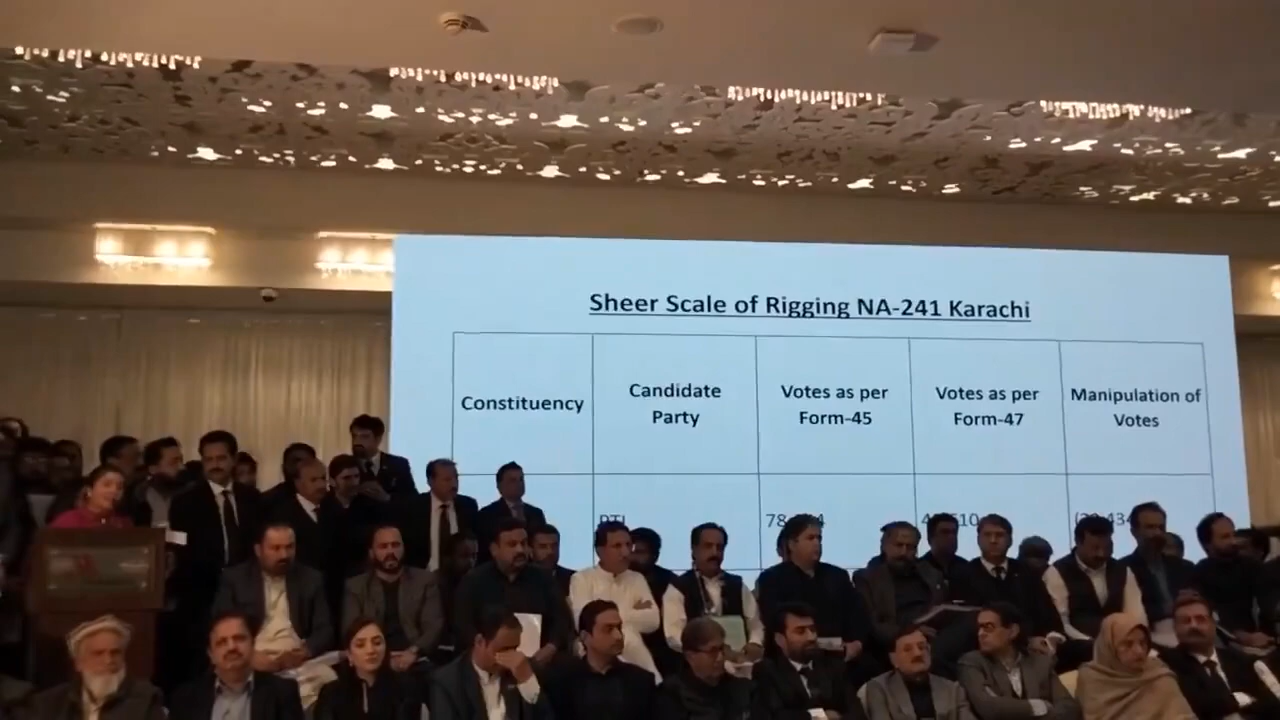 Sheer Scale of Rigging NA-241 Karachi
Constituency
Candidate
Party
Votes as per
Form-45
Votes as per
Form-47
Manipulation of
Votes
PTI